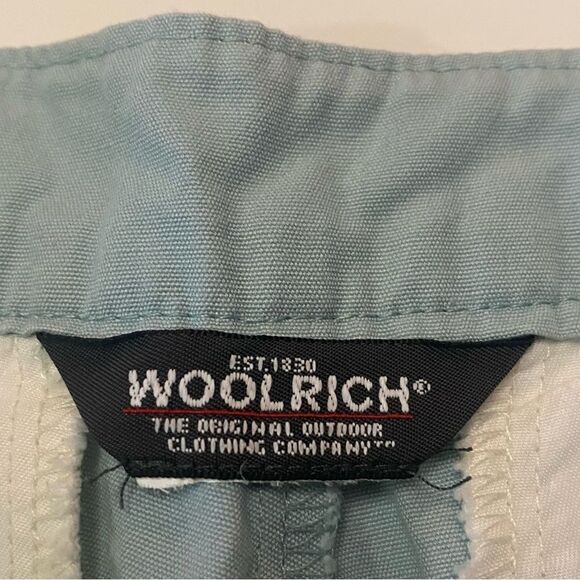 EST.1830
WOOLRICH®
THE ORIGINAL OUTDOOR
CLOTHING COMPANY™